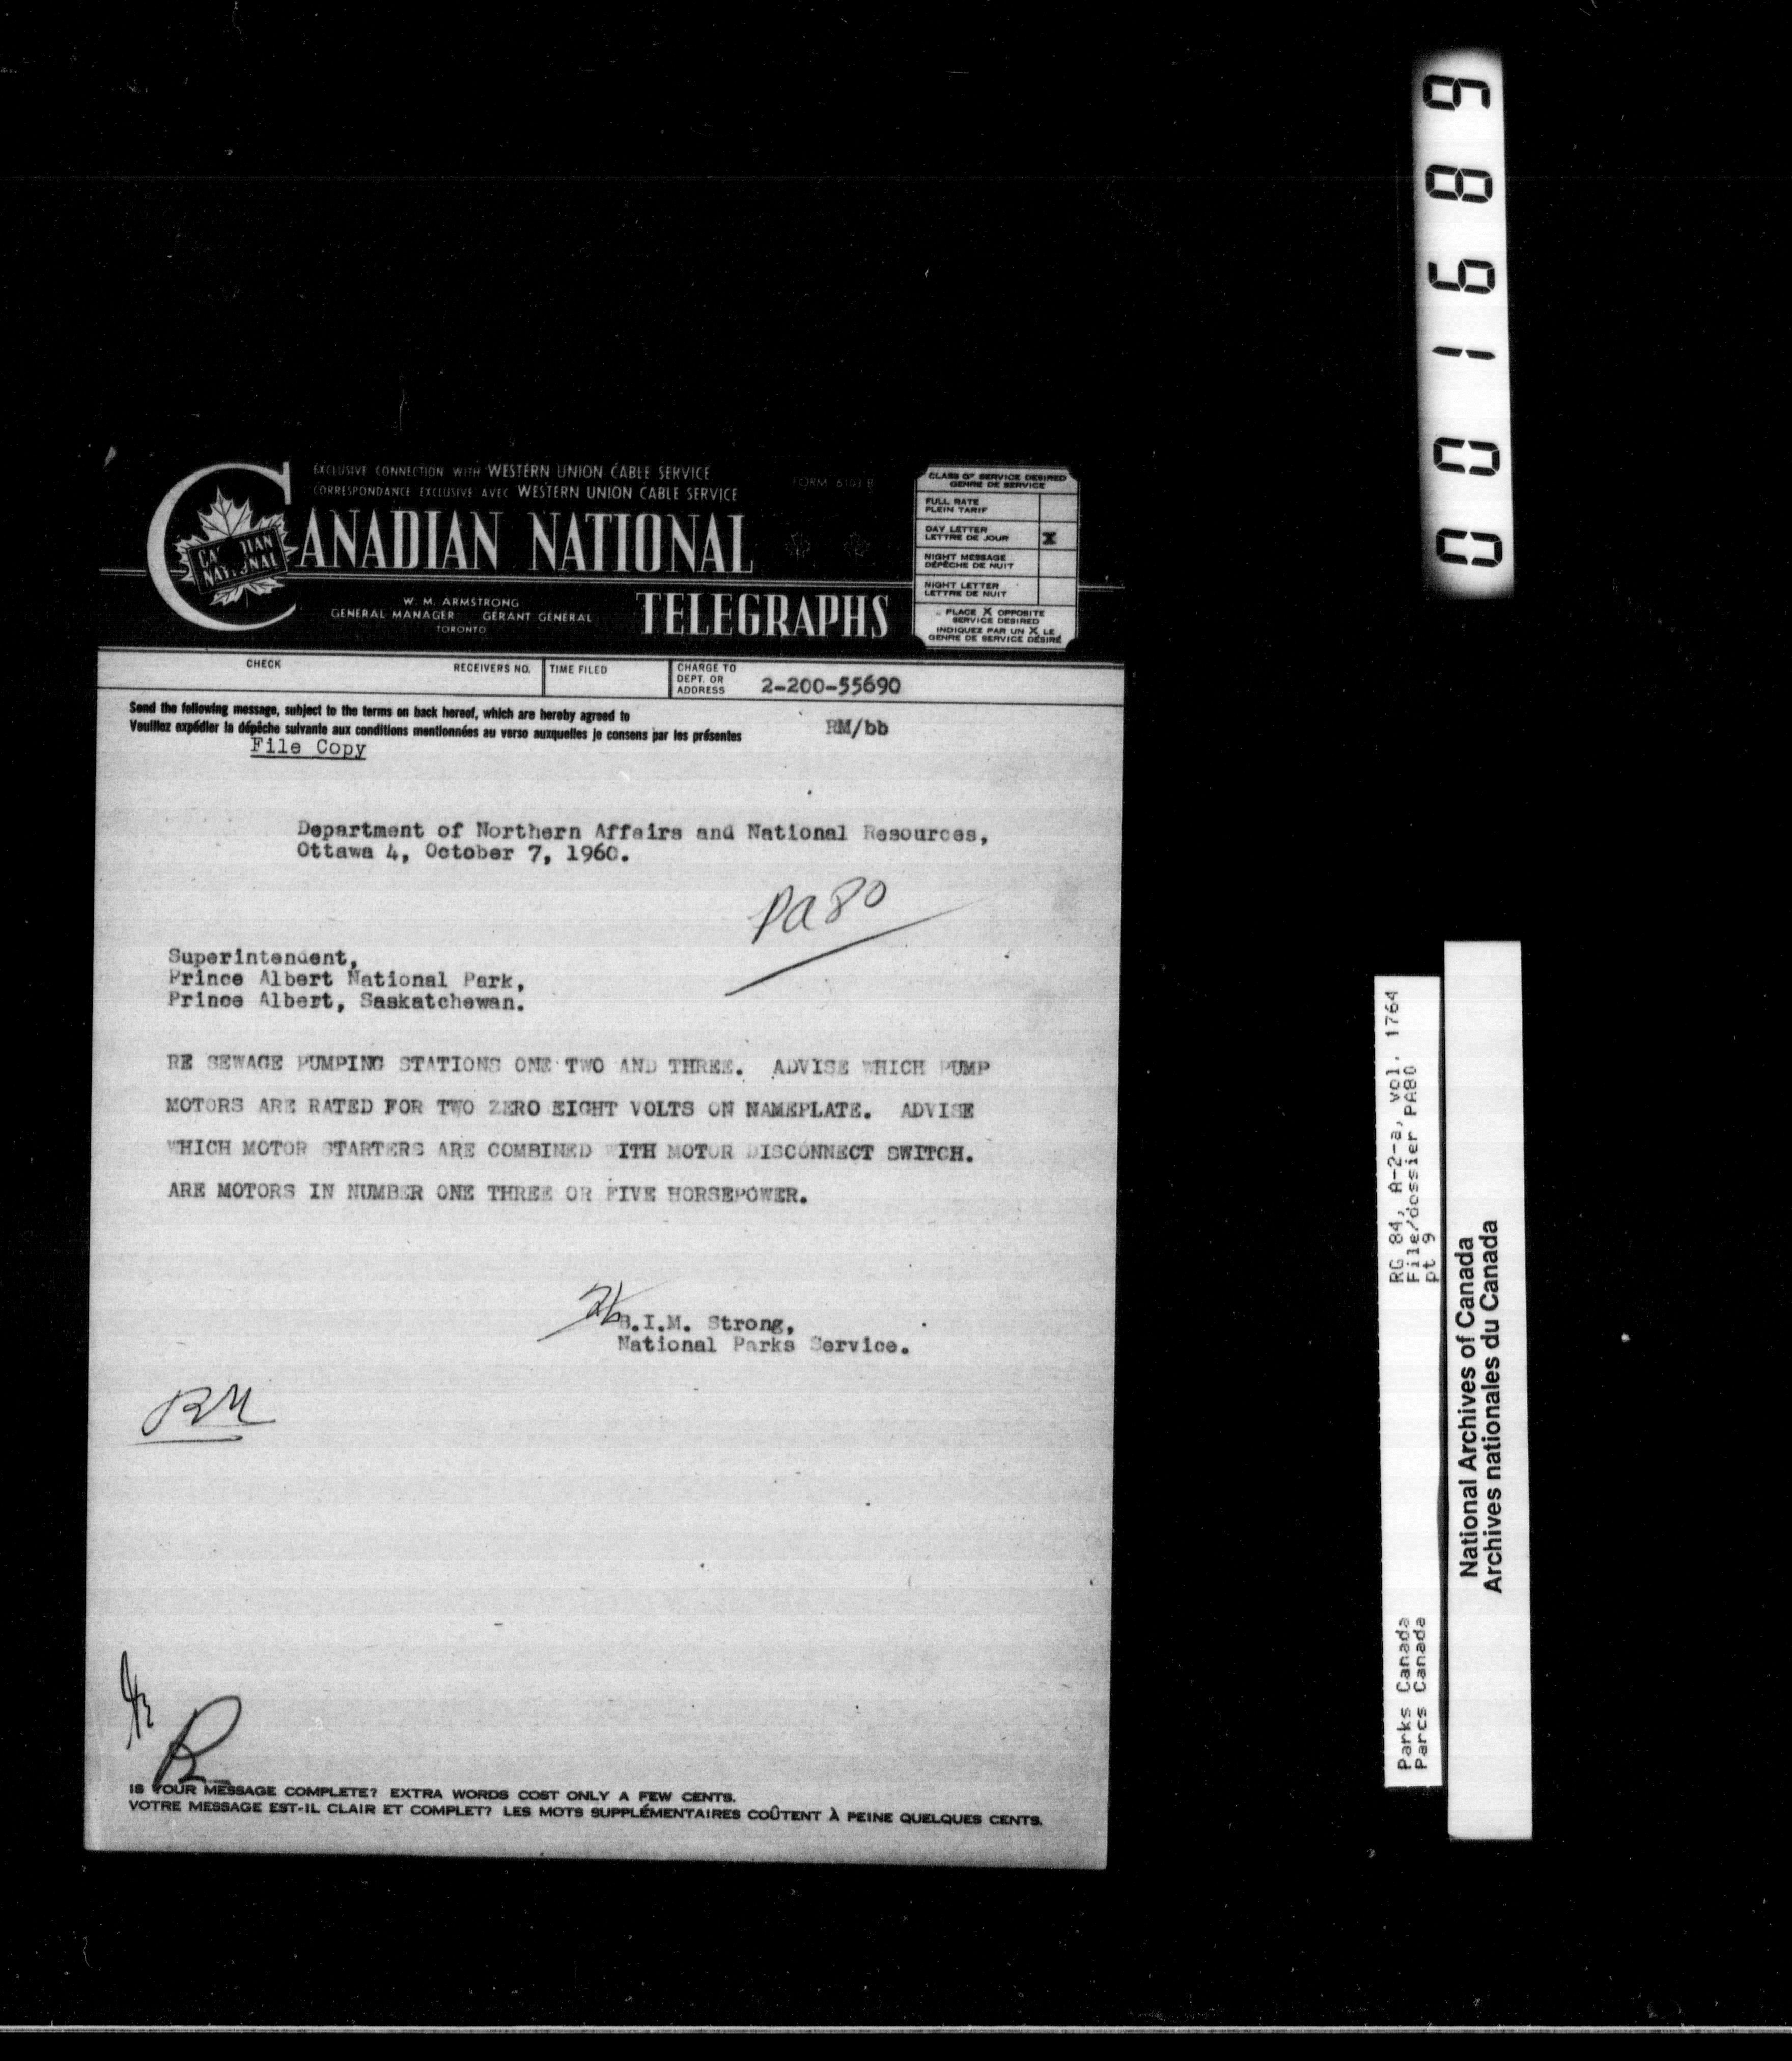 EXCLUSIVE CONNECTION WITH WESTERN UNION CABLE SERVICE
CORRESPONDANCE EXCLUSIVE AVEC WESTERN UNION CABLE SERVICE
FORM 6103 B
CANADIAN NATIONAL
TELEGRAPHS
CANADIAN
NATIONAL
W. M. ARMSTRONG
GENERAL MANAGER GERANT GENERAL
TORONTO
CLASS OF SERVICE DESIRED
GENRE DE SERVICE
FULL RATE
PLEIN TARIF
DAY LETTER
LETTRE DE JOUR X
NIGHT MESSAGE
DÉPÊCHE DE NUIT
NIGHT LETTER
LETTRE DE NUIT
PLACE X OPPOSITE
SERVICE DESIRED
INDIQUEZ PAR UN X LE
GENRE DE SERVICE DÉSIRÉ
CHECK
RECEIVERS NO.
TIME FILED
CHARGE TO
DEPT. OR
ADDRESS
2-200-55690
Send the following message, subject to the terms on back hereof, which are hereby agreed to
Veuillez expédier la dépêche suivante aux conditions mentionnées au verso auxquelles je consens par les présentes
RM/bb
File Copy
Department of Northern Affairs and National Resources,
Ottawa 4, October 7, 1960.
PA 80
Superintendent,
Prince Albert National Park,
Prince Albert, Saskatchewan.
RE SEWAGE PUMPING STATIONS ONE TWO AND THREE. ADVISE WHICH PUMP
MOTORS ARE RATED FOR TWO ZERO EIGHT VOLTS ON NAMEPLATE. ADVISE
WHICH MOTOR STARTERS ARE COMBINED WITH MOTOR DISCONNECT SWITCH.
ARE MOTORS IN NUMBER ONE THREE OR FIVE HORSEPOWER.
B.I.M. Strong,
National Parks Service.
RM
R
IS YOUR MESSAGE COMPLETE? EXTRA WORDS COST ONLY A FEW CENTS.
VOTRE MESSAGE EST-IL CLAIR ET COMPLET? LES MOTS SUPPLÉMENTAIRES COÛTENT À PEINE QUELQUES CENTS.
001689
Parks Canada
Parcs Canada
RG 84, A-2-a, vol. 1764
File/dossier PA80
pt 9
National Archives of Canada
Archives nationales du Canada